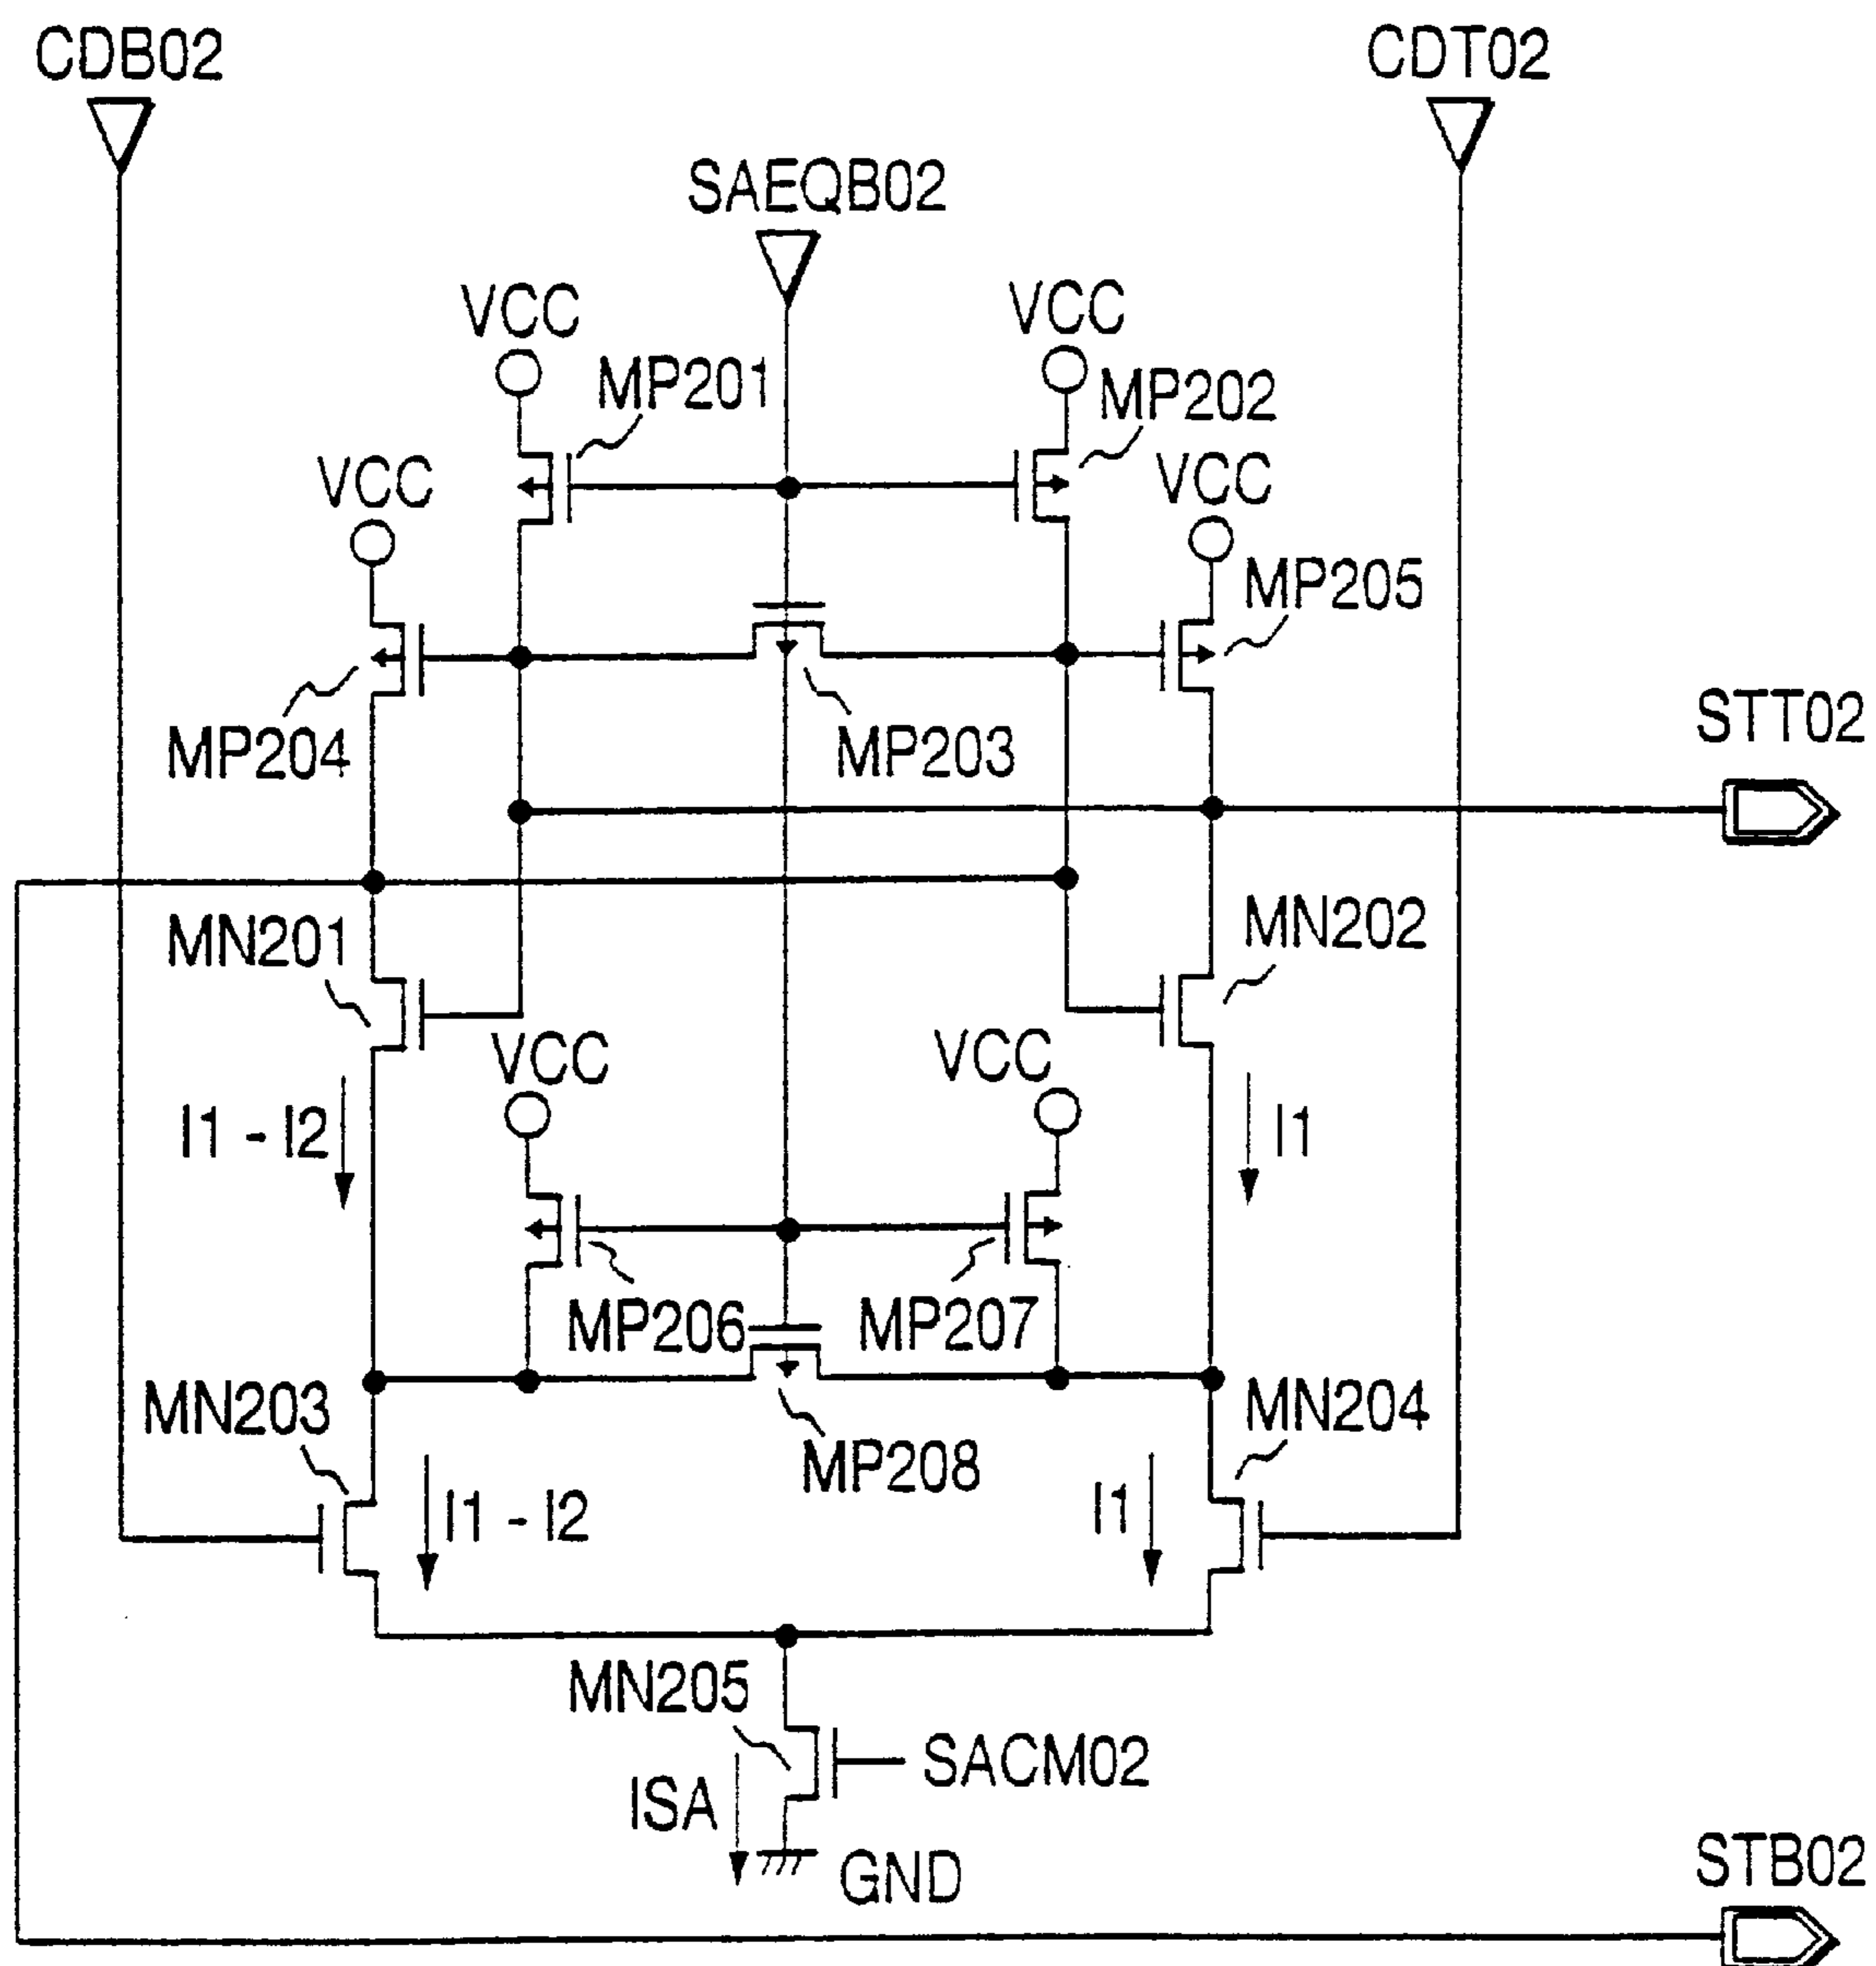 CDB02
CDT02
SAEQB02
VCC
VCC
MP201
MP202
VCC
VCC
MP205
MP204
MP203
STT02
MN201
MN202
VCC
VCC
I1 - I2
I1
MP206
MP207
MN203
MN204
MP208
I1 - I2
I1
MN205
SACM02
ISA
GND
STB02